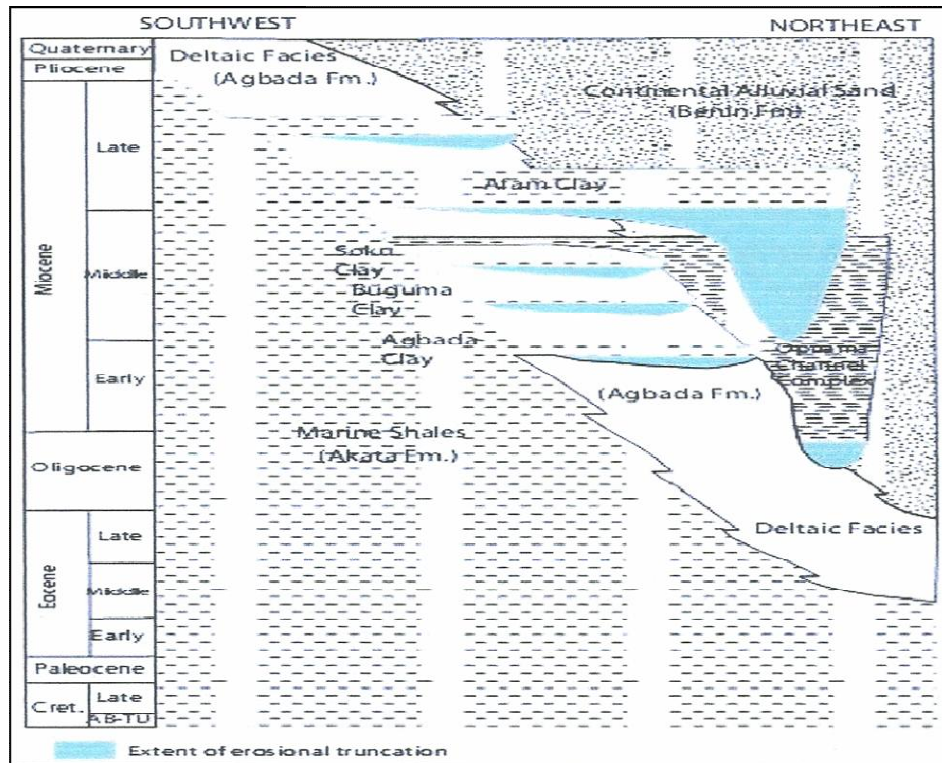 SOUTHWEST
NORTHEAST
Quaternary
Pliocene
Miocene
Late
Middle
Early
Oligocene
Eocene
Late
Middle
Early
Paleocene
Cret.
Late
AB-TU
Deltaic Facies
(Agbada Fm.)
Continental Alluvial Sand
(Benin Fm)
Afam Clay
Soku
Clay
Buguma
Clay
Agbada
Clay
Opuama
Channel
Complex
(Agbada Fm.)
Marine Shales
(Akata Fm.)
Deltaic Facies
Extent of erosional truncation